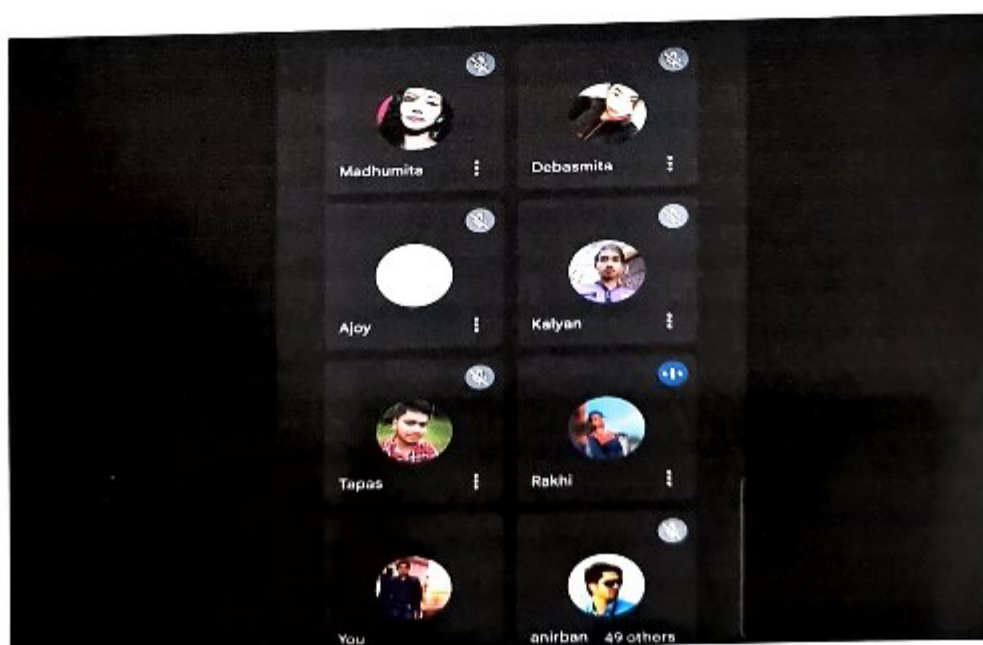 Madhumita
Debasmita
Ajoy
Kalyan
Tapas
Rakhi
You
anirban 49 others